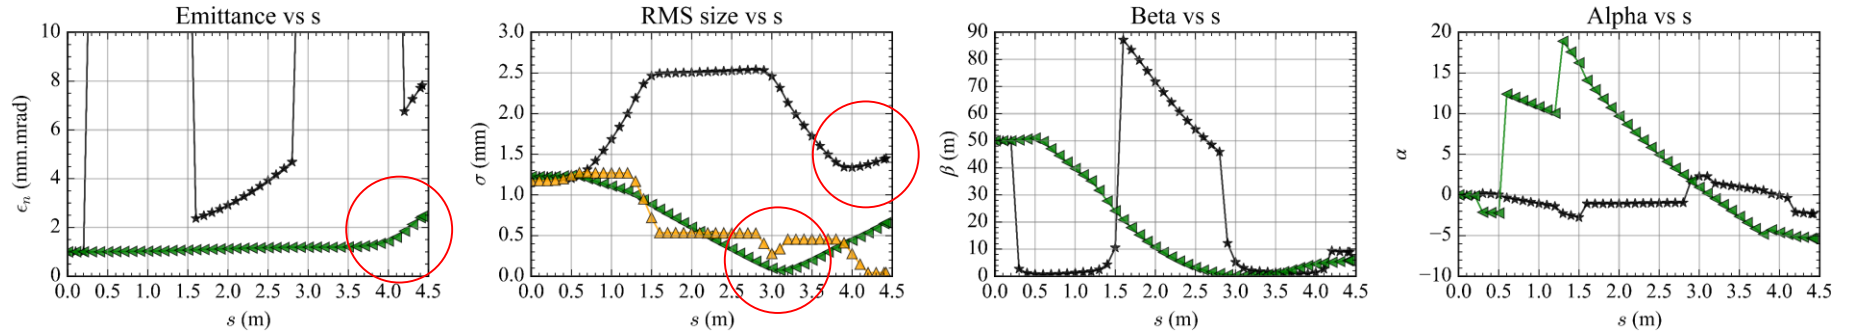 Emittance vs s
10
8
6
4
2
0
ϵn (mm.mrad)
0.0 0.5 1.0 1.5 2.0 2.5 3.0 3.5 4.0 4.5
s (m)
RMS size vs s
3.0
2.5
2.0
1.5
1.0
0.5
0.0
σ (mm)
0.0 0.5 1.0 1.5 2.0 2.5 3.0 3.5 4.0 4.5
s (m)
Beta vs s
90
80
70
60
50
40
30
20
10
0
β (m)
0.0 0.5 1.0 1.5 2.0 2.5 3.0 3.5 4.0 4.5
s (m)
Alpha vs s
20
15
10
5
0
−5
−10
α
0.0 0.5 1.0 1.5 2.0 2.5 3.0 3.5 4.0 4.5
s (m)